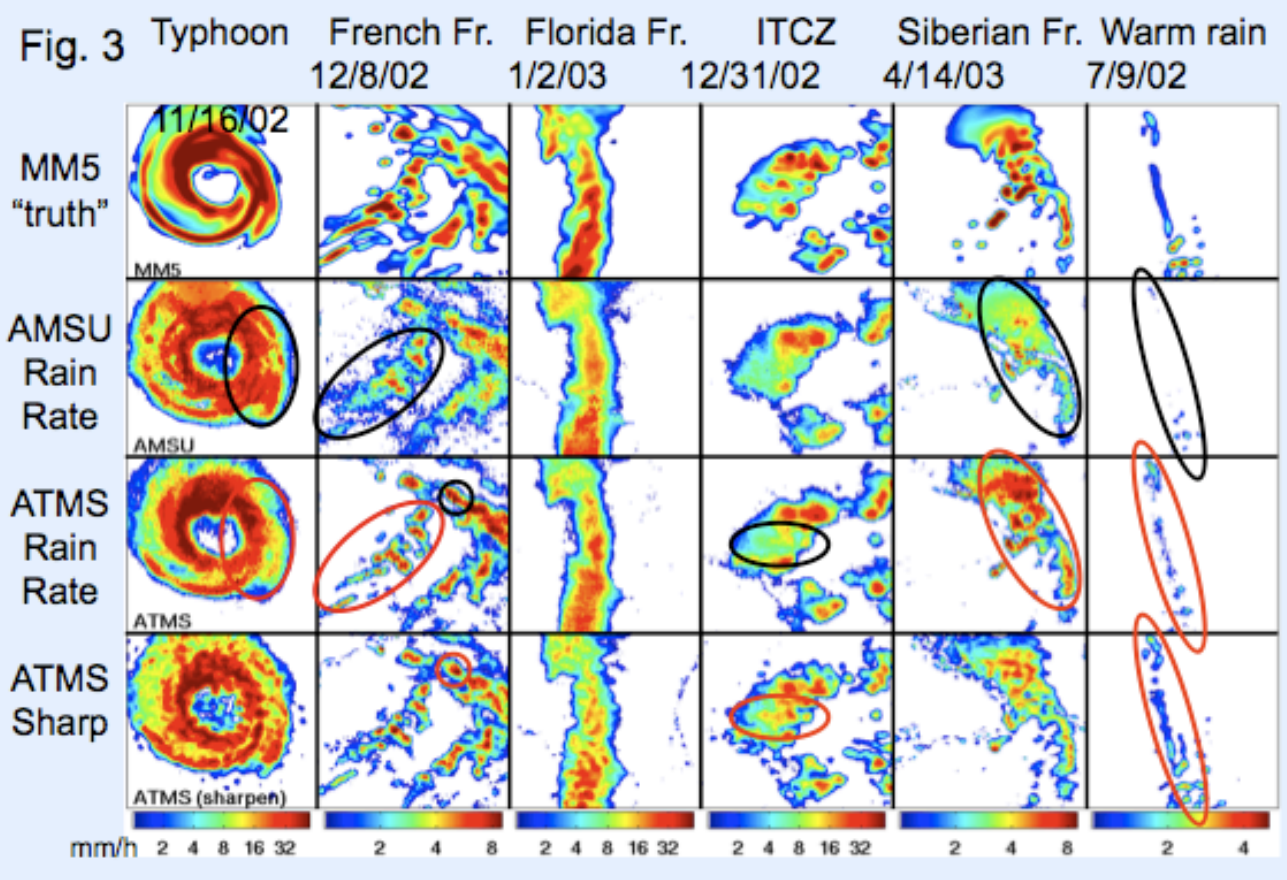 Fig. 3
Typhoon French Fr. Florida Fr. ITCZ Siberian Fr. Warm rain
11/16/02 12/8/02 1/2/03 12/31/02 4/14/03 7/9/02
MM5
“truth”
MM5
AMSU
Rain
Rate
AMSU
ATMS
Rain
Rate
ATMS
ATMS
Sharp
ATMS (sharpen)
mm/h 2 4 8 16 32 2 4 8 2 4 8 16 32 2 4 8 16 32 2 4 8 2 4